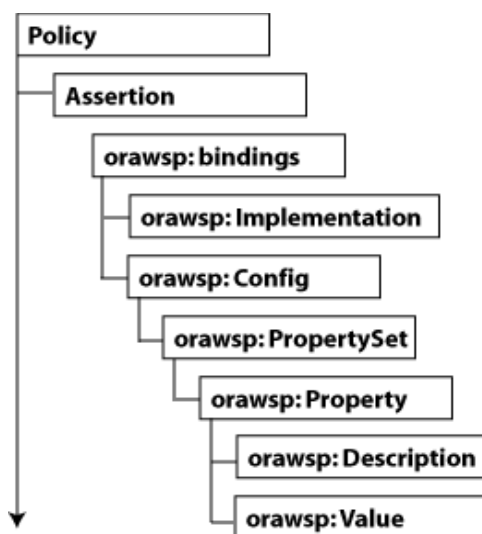 Policy
Assertion
orawsp:bindings
orawsp:Implementation
orawsp:Config
orawsp:PropertySet
orawsp:Property
orawsp:Description
orawsp:Value